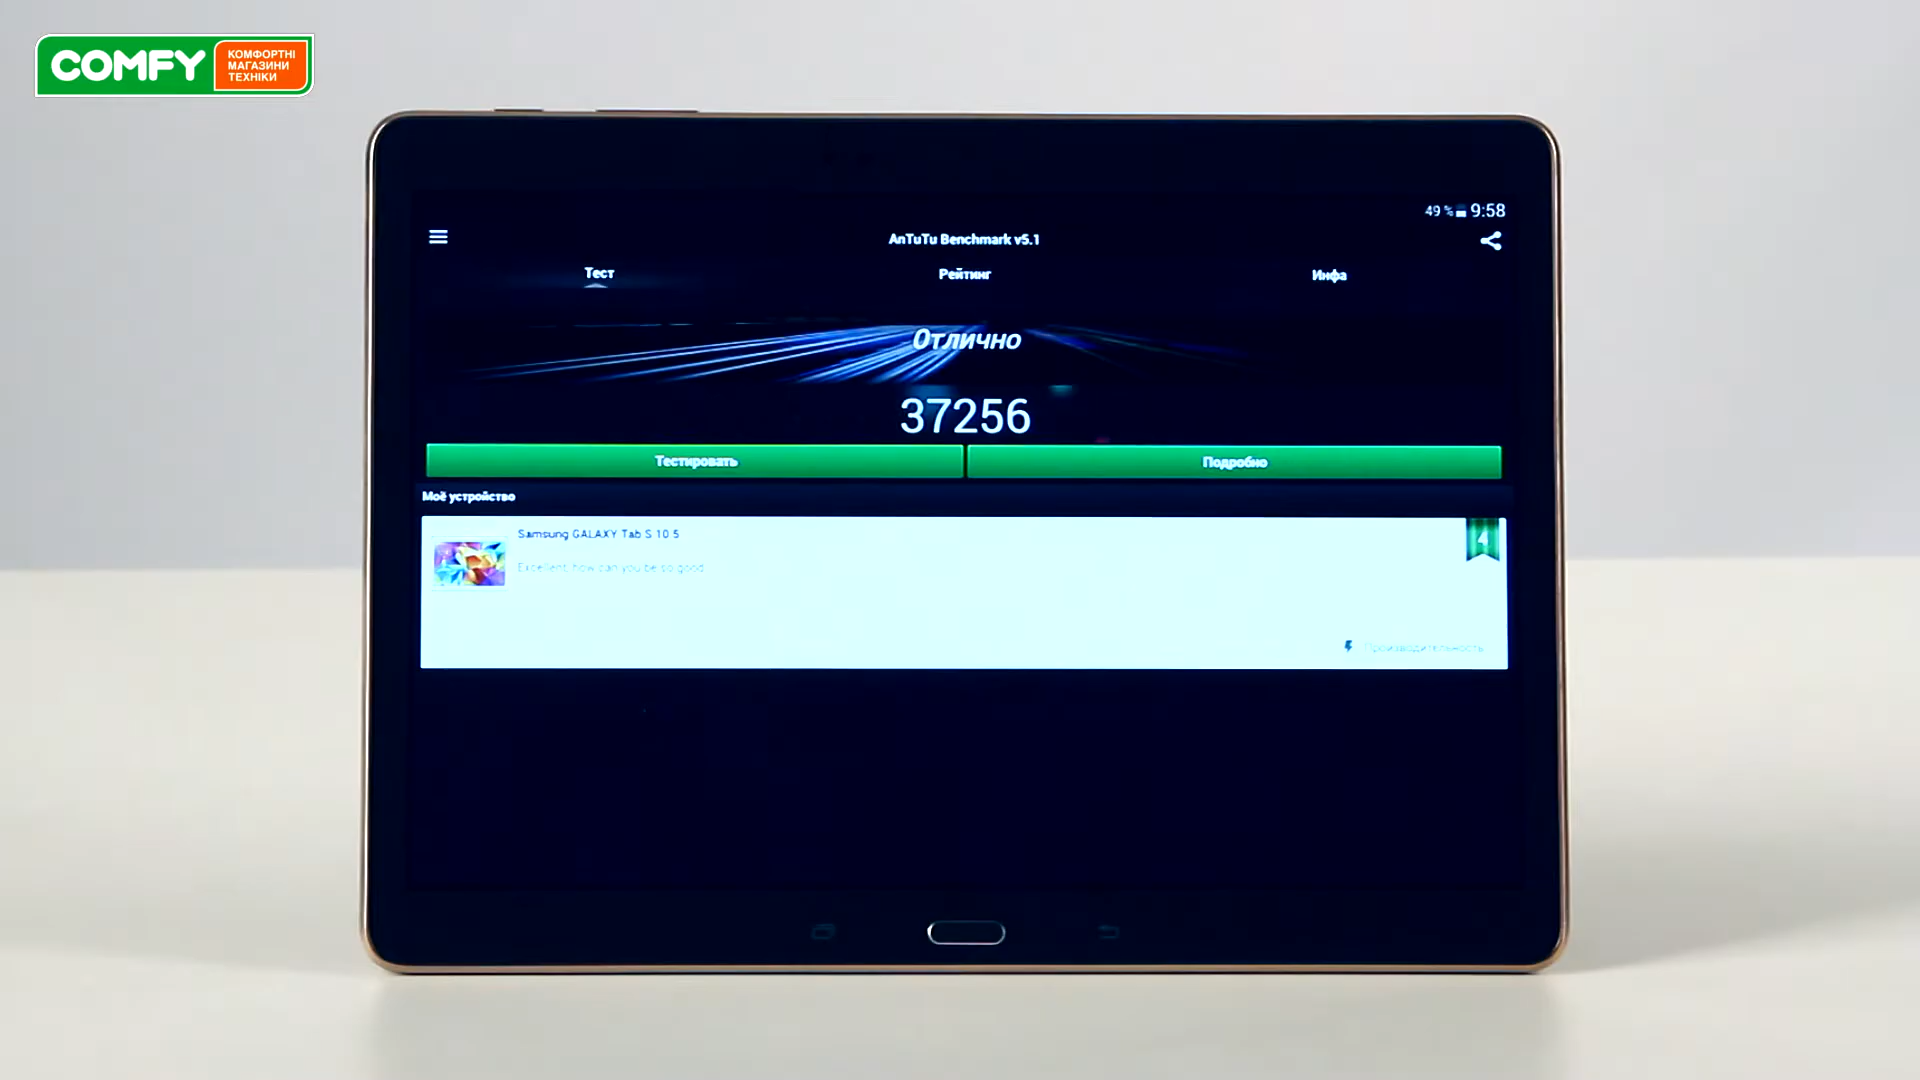 COMFY
КОМФОРТНІ
МАГАЗИНИ
ТЕХНІКИ
49 % 9:58
AnTuTu Benchmark v5.1
Тест Рейтинг Инфа
Отлично
37256
Тестировать Подробно
Моё устройство
Samsung GALAXY Tab S 10 5
4
Excellent, how can you be so good
Производительность